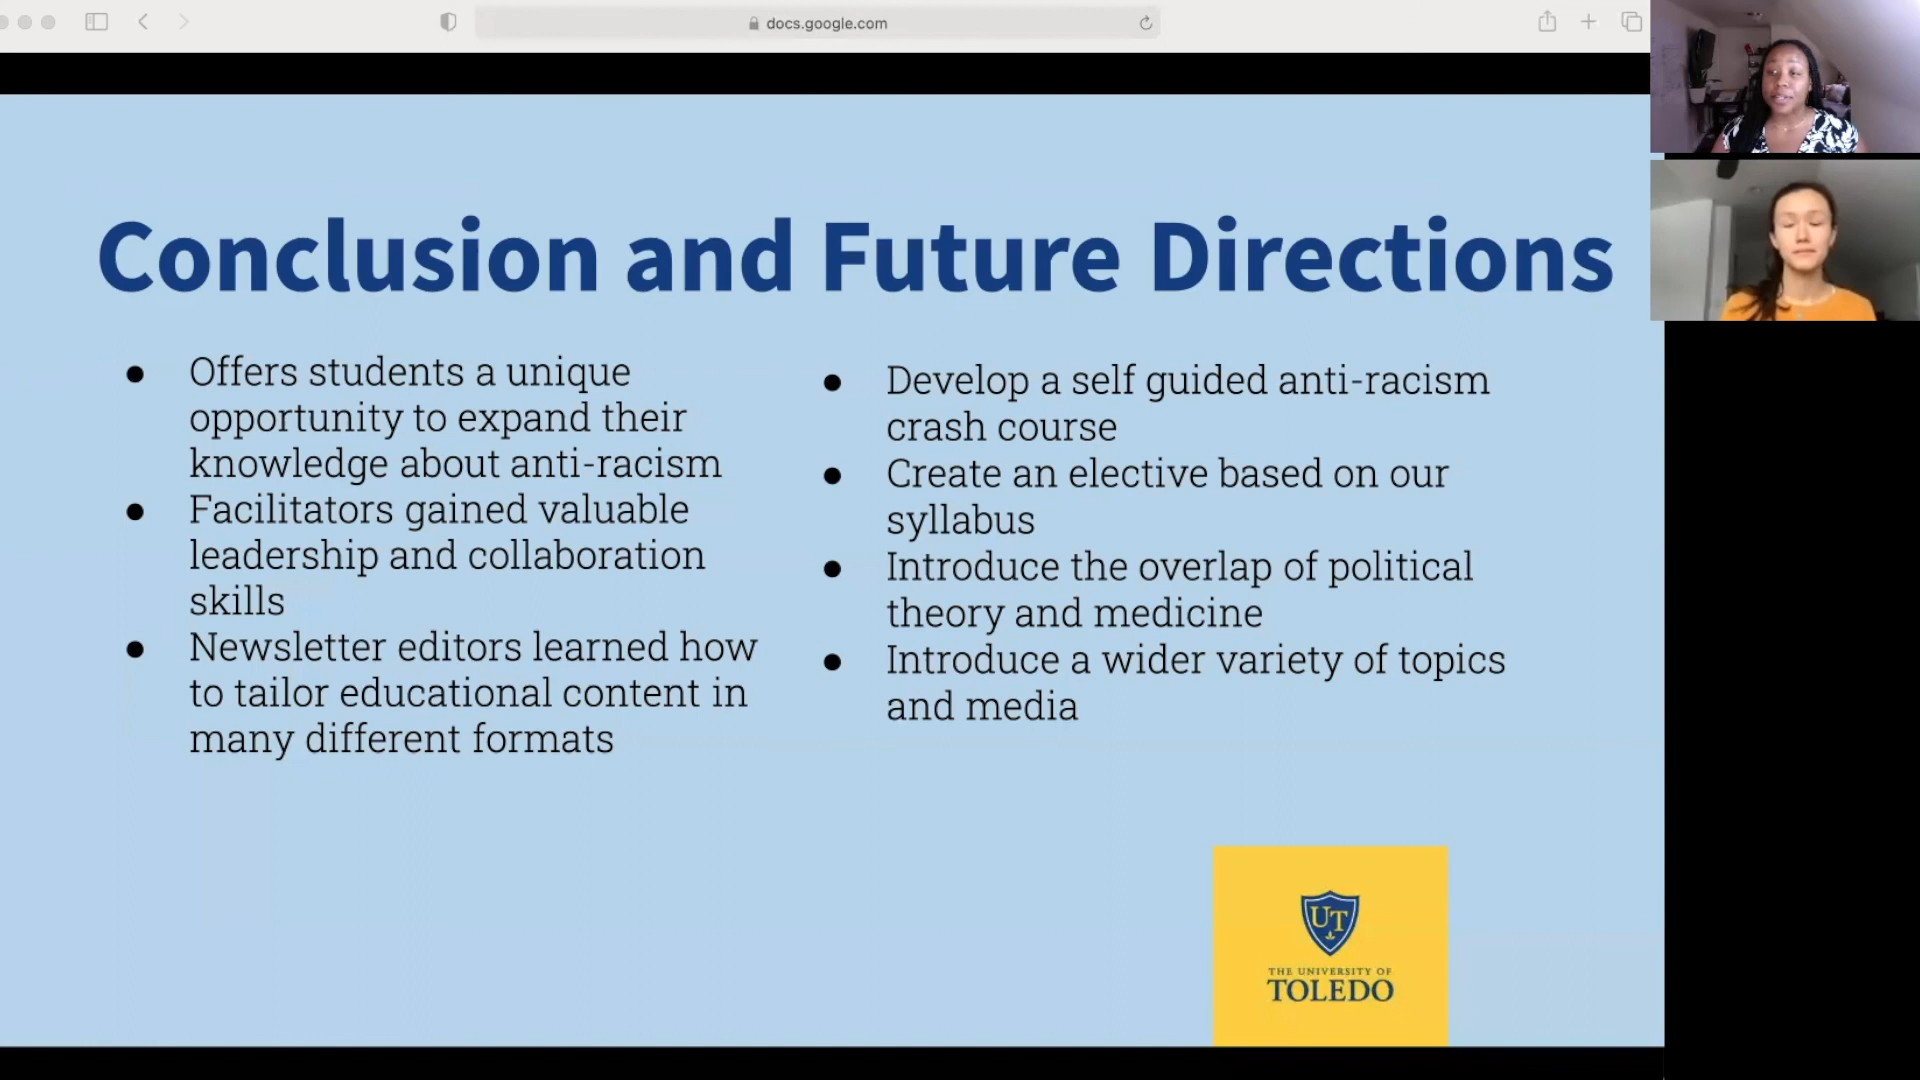 docs.google.com
Conclusion and Future Directions
● Offers students a unique
opportunity to expand their
knowledge about anti-racism
● Facilitators gained valuable
leadership and collaboration
skills
● Newsletter editors learned how
to tailor educational content in
many different formats
● Develop a self guided anti-racism
crash course
● Create an elective based on our
syllabus
● Introduce the overlap of political
theory and medicine
● Introduce a wider variety of topics
and media
UT
THE UNIVERSITY OF
TOLEDO